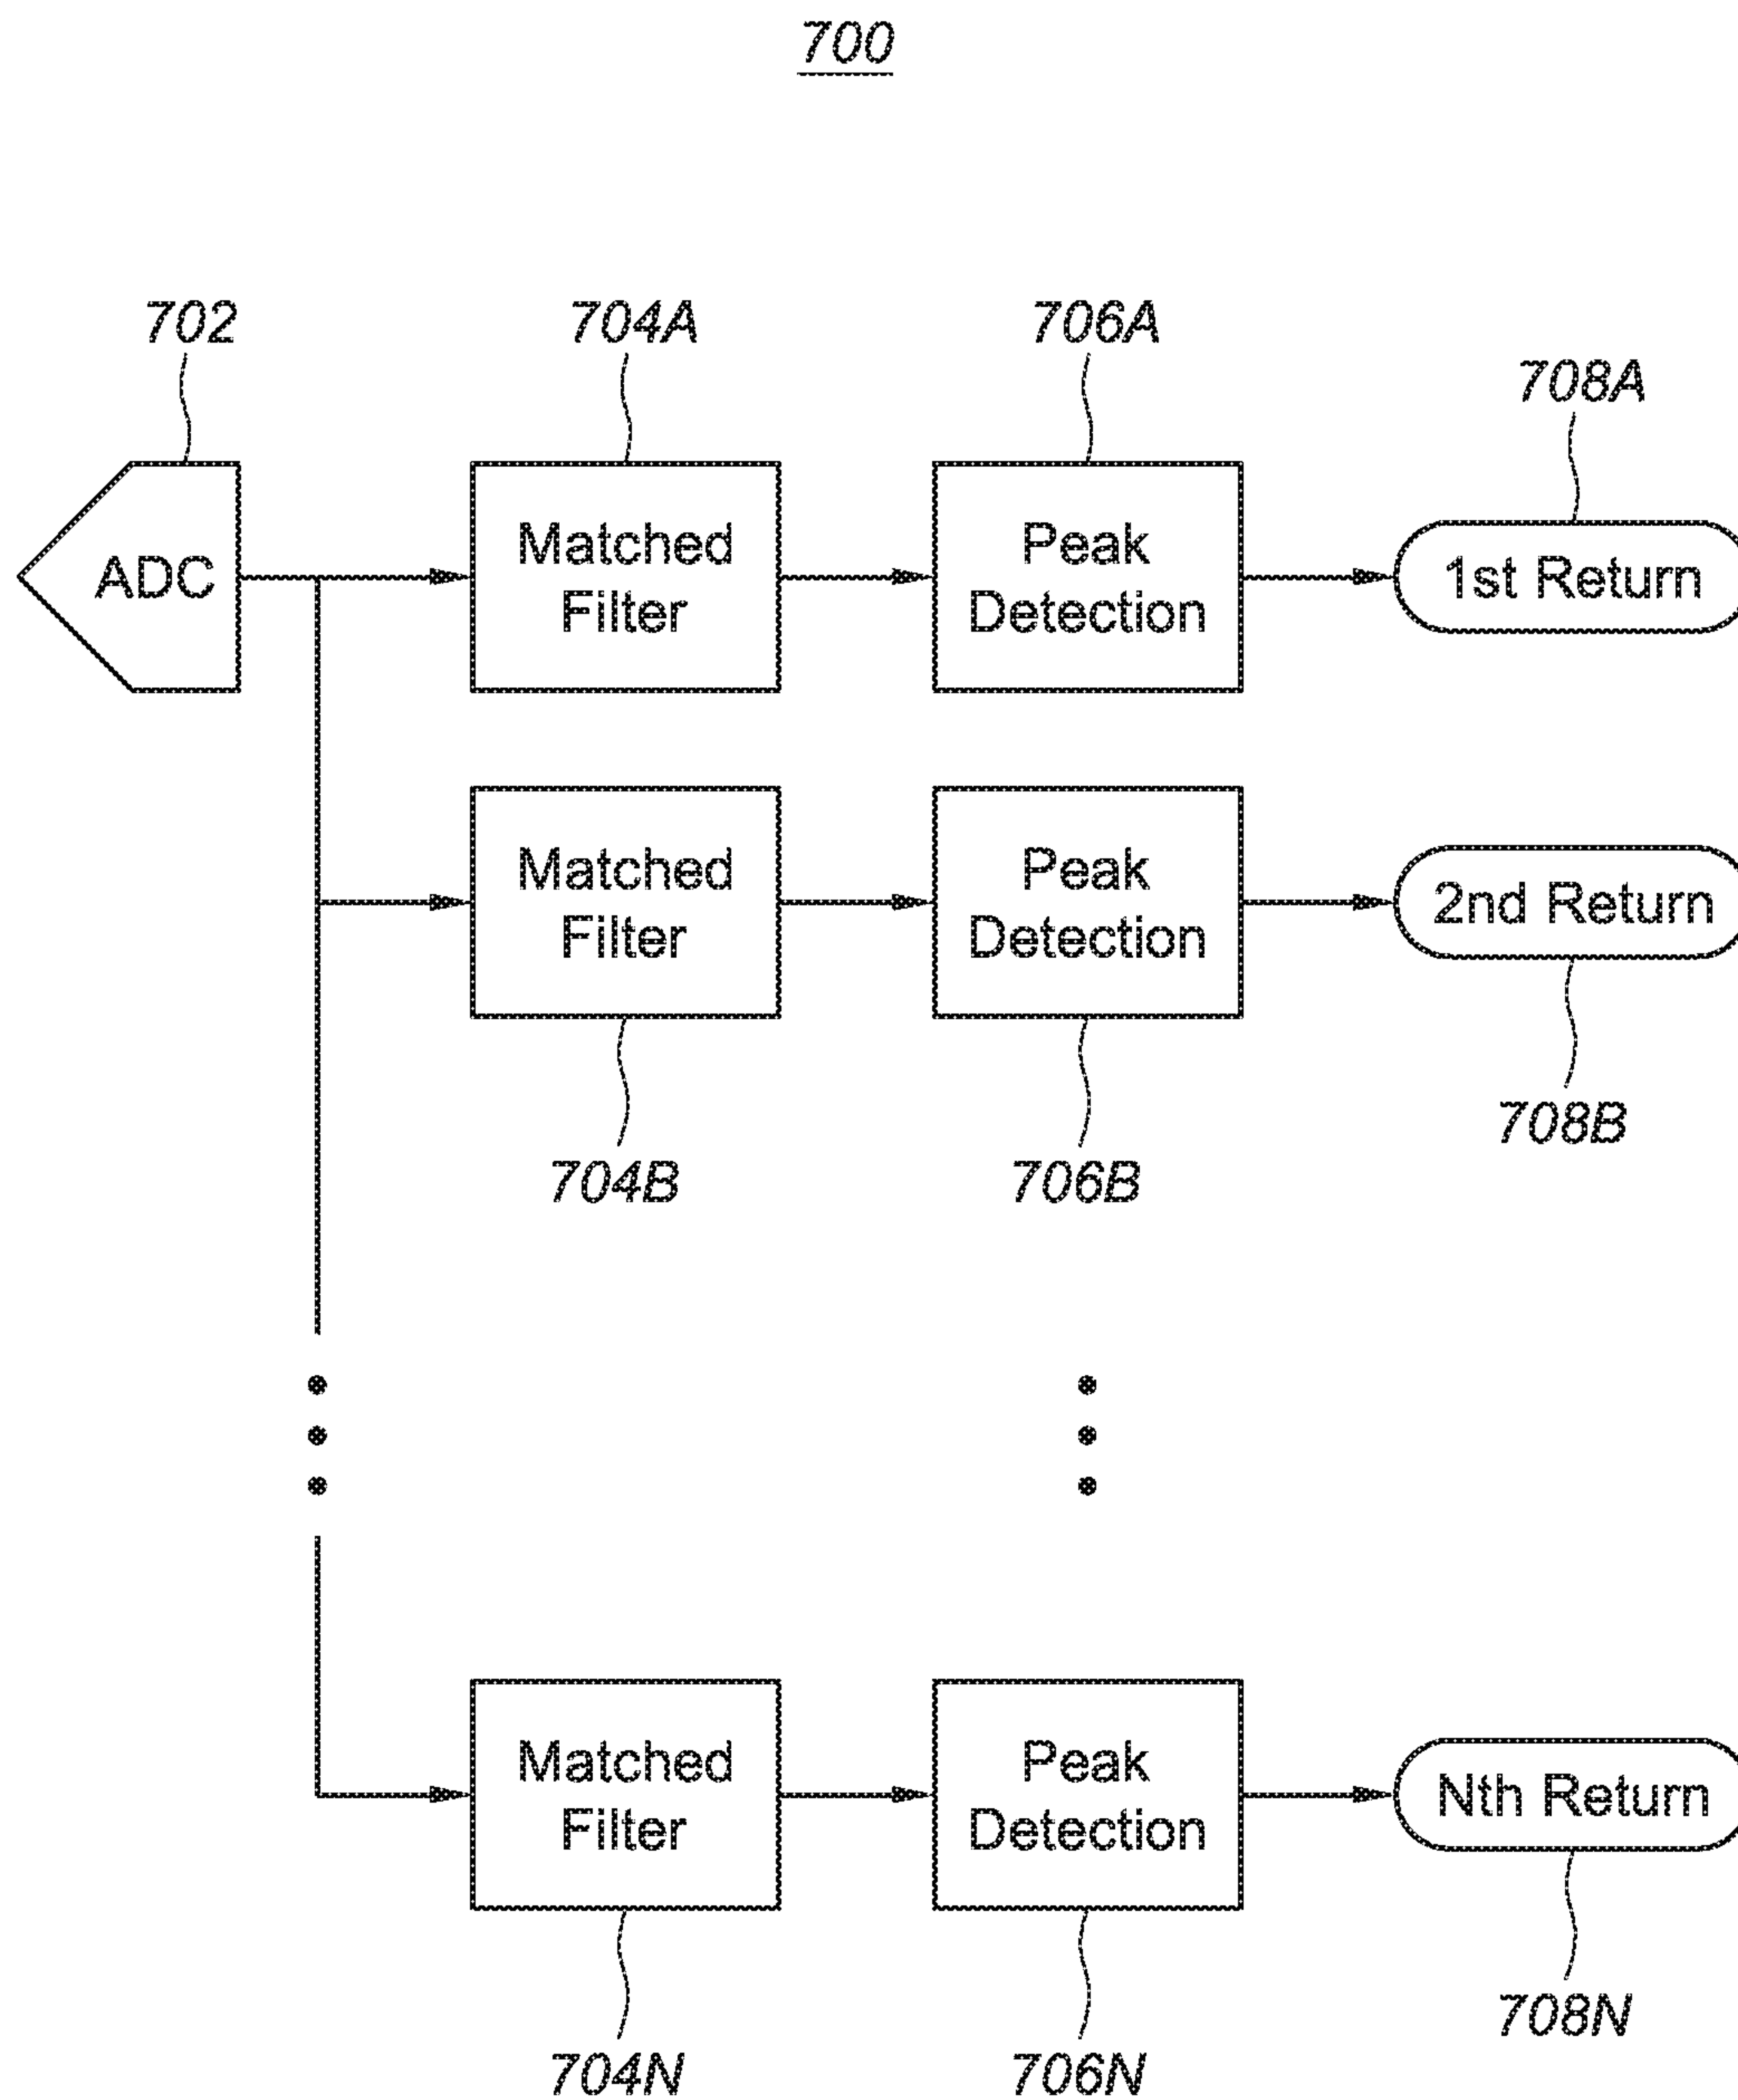 700
702
704A
706A
708A
ADC
Matched
Filter
Peak
Detection
1st Return
Matched
Filter
Peak
Detection
2nd Return
704B
706B
708B
Matched
Filter
Peak
Detection
Nth Return
704N
706N
708N